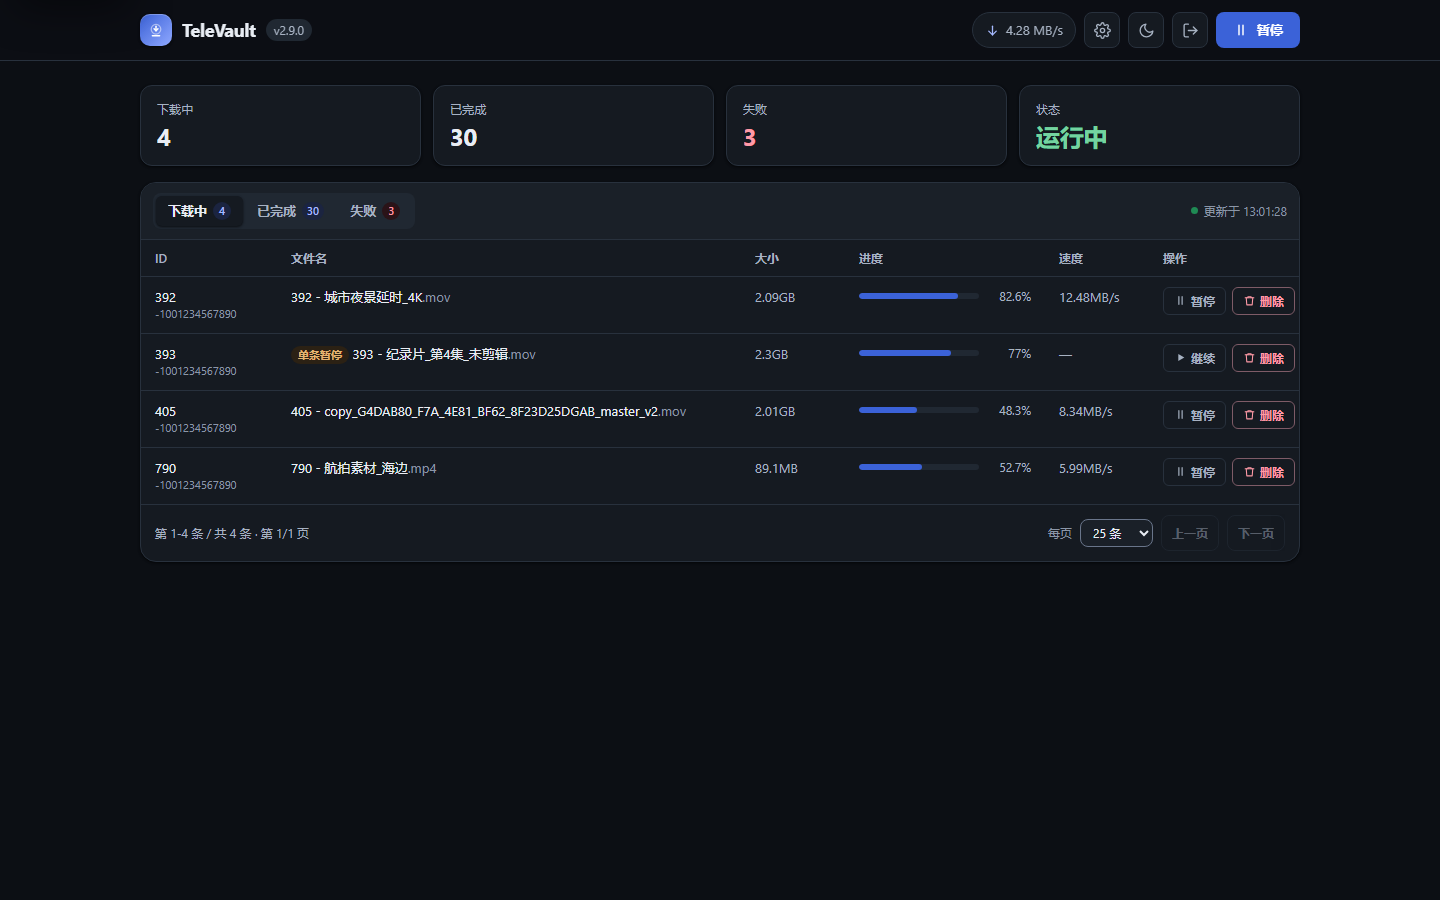 TeleVault v2.9.0 4.28 MB/s 暂停
下载中 已完成 失败 状态
4 30 3 运行中
下载中 4 已完成 30 失败 3 更新于 13:01:28
ID 文件名 大小 进度 速度 操作
392 392 - 城市夜景延时_4K.mov 2.09GB 82.6% 12.48MB/s 暂停 删除
-1001234567890
393 单条暂停 393 - 纪录片_第4集_未剪辑.mov 2.3GB 77% — 继续 删除
-1001234567890
405 405 - copy_G4DAB80_F7A_4E81_BF62_8F23D25DGAB_master_v2.mov 2.01GB 48.3% 8.34MB/s 暂停 删除
-1001234567890
790 790 - 航拍素材_海边.mp4 89.1MB 52.7% 5.99MB/s 暂停 删除
-1001234567890
第 1-4 条 / 共 4 条 · 第 1/1 页 每页 25 条 上一页 下一页